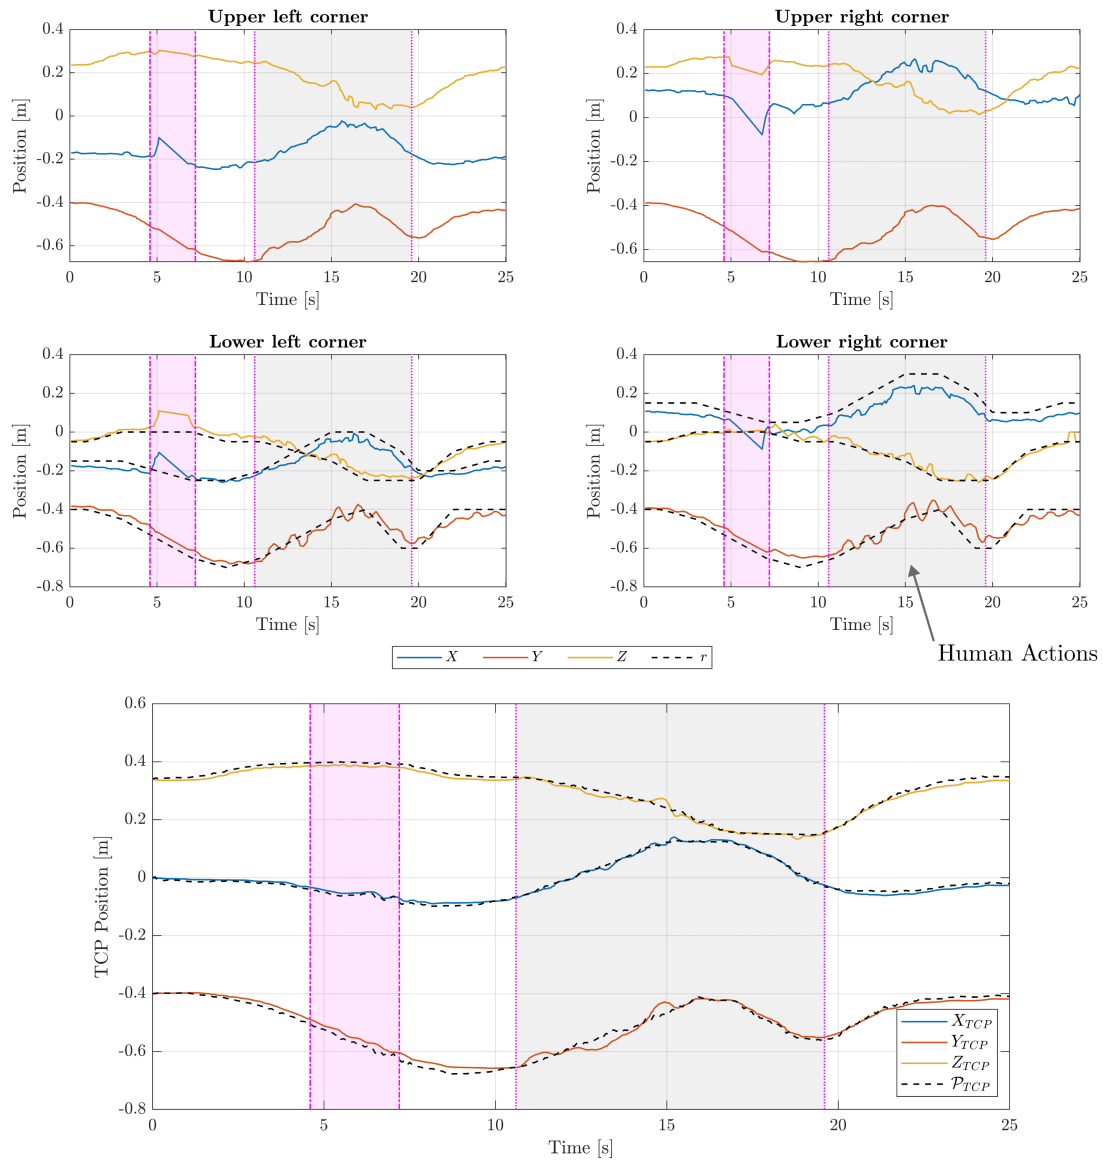 Upper left corner
Upper right corner
0.4
0.2
0
-0.2
-0.4
-0.6
Position [m]
0 5 10 15 20 25
Time [s]
0.4
0.2
0
-0.2
-0.4
-0.6
Position [m]
0 5 10 15 20 25
Time [s]
Lower left corner
Lower right corner
0.4
0.2
0
-0.2
-0.4
-0.6
-0.8
Position [m]
0 5 10 15 20 25
Time [s]
0.4
0.2
0
-0.2
-0.4
-0.6
-0.8
Position [m]
0 5 10 15 20 25
Time [s]
Human Actions
X Y Z r
0.6
0.4
0.2
0
-0.2
-0.4
-0.6
-0.8
TCP Position [m]
X_TCP
Y_TCP
Z_TCP
𝒫_TCP
0 5 10 15 20 25
Time [s]